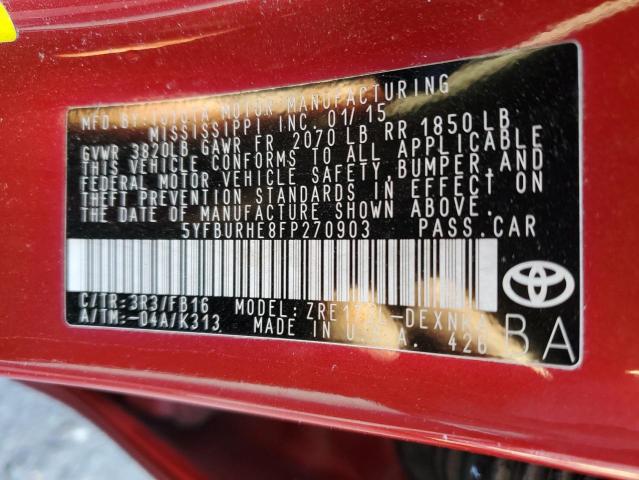 MFD. BY: TOYOTA MOTOR MANUFACTURING
MISSISSIPPI INC. 01/15
GVWR 3820LB GAWR FR 2070 LB RR 1850 LB
THIS VEHICLE CONFORMS TO ALL APPLICABLE
FEDERAL MOTOR VEHICLE SAFETY, BUMPER, AND
THEFT PREVENTION STANDARDS IN EFFECT ON
THE DATE OF MANUFACTURE SHOWN ABOVE.
5YFBURHE8FP270903 PASS. CAR
C/TR: 3R3/FB16 MODEL:
A/TM: -04A/K313 MADE IN U.S.A. 426
BA